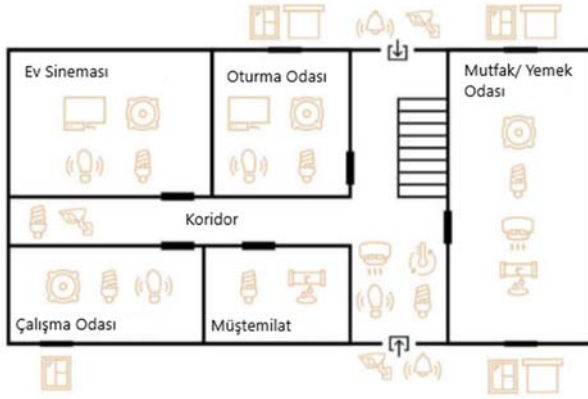 Ev Sineması
Oturma Odası
Mutfak/ Yemek
Odası
Koridor
Çalışma Odası
Müştemilat